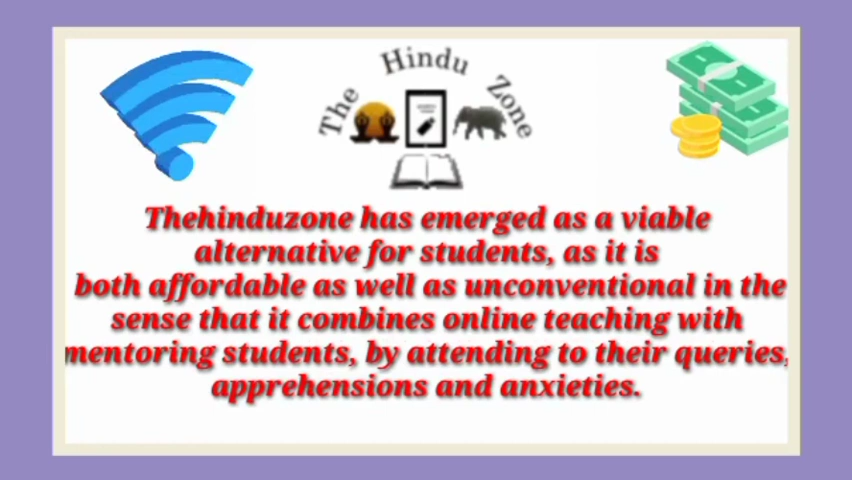 The Hindu Zone
Thehinduzone has emerged as a viable
alternative for students, as it is
both affordable as well as unconventional in the
sense that it combines online teaching with
mentoring students, by attending to their queries,
apprehensions and anxieties.